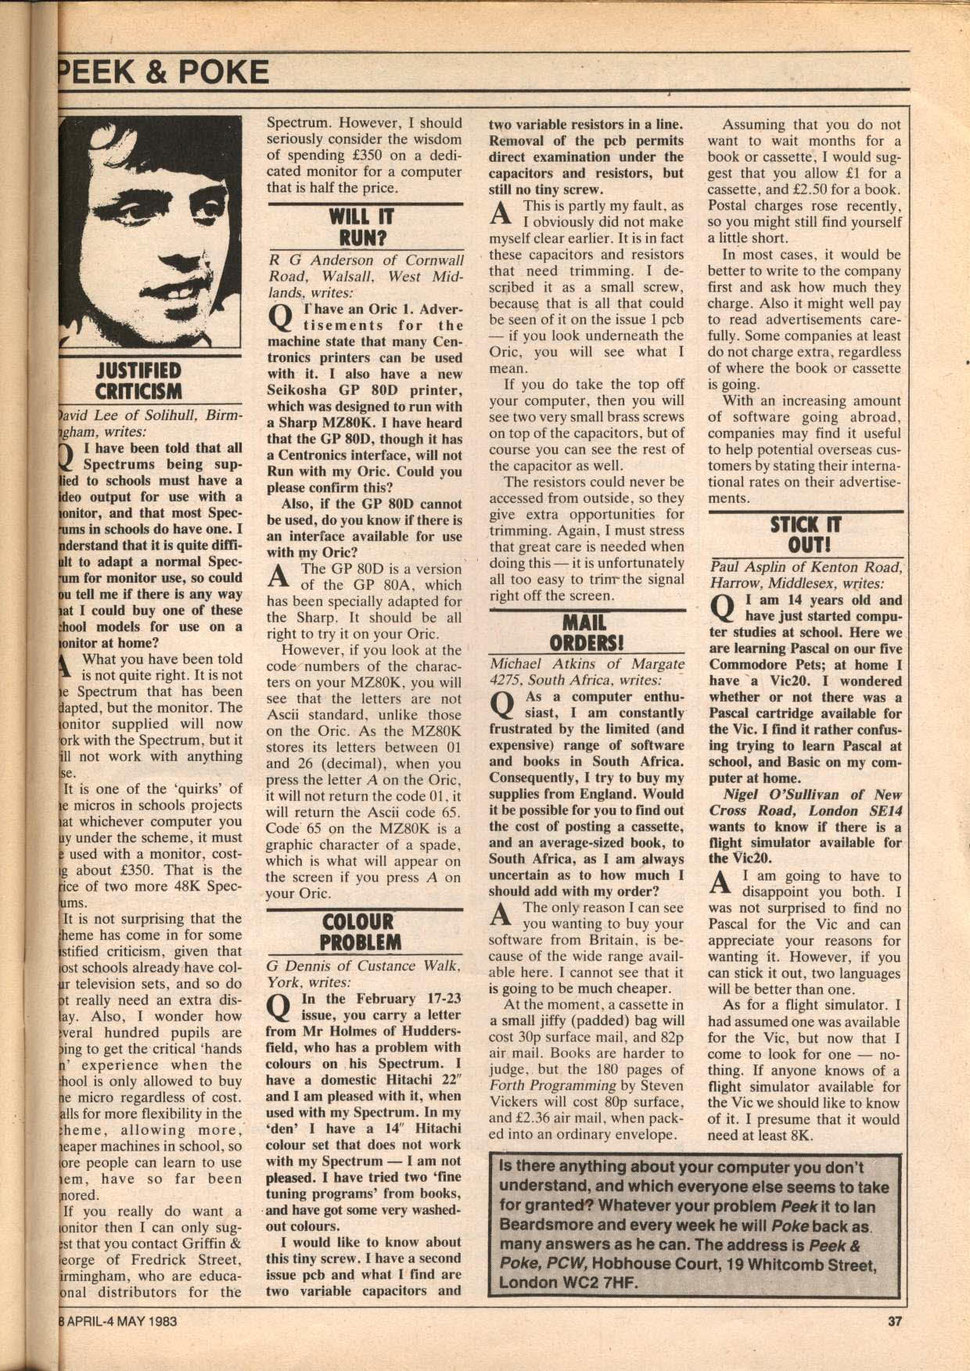 PEEK & POKE
JUSTIFIED
CRITICISM
David Lee of Solihull, Birm-
gham, writes:
Q I have been told that all
Spectrums being sup-
lied to schools must have a
ideo output for use with a
onitor, and that most Spec-
ums in schools do have one. I
nderstand that it is quite diffi-
ult to adapt a normal Spec-
um for monitor use, so could
ou tell me if there is any way
at I could buy one of these
hool models for use on a
onitor at home?
A What you have been told
is not quite right. It is not
e Spectrum that has been
dapted, but the monitor. The
onitor supplied will now
ork with the Spectrum, but it
ill not work with anything
se.
It is one of the 'quirks' of
e micros in schools projects
at whichever computer you
uy under the scheme, it must
e used with a monitor, cost-
g about £350. That is the
ice of two more 48K Spec-
ums.
It is not surprising that the
heme has come in for some
stified criticism, given that
ost schools already have col-
ur television sets, and so do
ot really need an extra dis-
lay. Also, I wonder how
everal hundred pupils are
oing to get the critical 'hands
n' experience when the
hool is only allowed to buy
ne micro regardless of cost.
alls for more flexibility in the
heme, allowing more,
eaper machines in school, so
ore people can learn to use
em, have so far been
nored.
If you really do want a
onitor then I can only sug-
est that you contact Griffin &
eorge of Fredrick Street,
irmingham, who are educa-
onal distributors for the
Spectrum. However, I should
seriously consider the wisdom
of spending £350 on a dedi-
cated monitor for a computer
that is half the price.
WILL IT
RUN?
R G Anderson of Cornwall
Road, Walsall, West Mid-
lands, writes:
Q I have an Oric 1. Adver-
tisements for the
machine state that many Cen-
tronics printers can be used
with it. I also have a new
Seikosha GP 80D printer,
which was designed to run with
a Sharp MZ80K. I have heard
that the GP 80D, though it has
a Centronics interface, will not
Run with my Oric. Could you
please confirm this?
Also, if the GP 80D cannot
be used, do you know if there is
an interface available for use
with my Oric?
A The GP 80D is a version
of the GP 80A, which
has been specially adapted for
the Sharp. It should be all
right to try it on your Oric.
However, if you look at the
code numbers of the charac-
ters on your MZ80K, you will
see that the letters are not
Ascii standard, unlike those
on the Oric. As the MZ80K
stores its letters between 01
and 26 (decimal), when you
press the letter A on the Oric,
it will not return the code 01, it
will return the Ascii code 65.
Code 65 on the MZ80K is a
graphic character of a spade,
which is what will appear on
the screen if you press A on
your Oric.
COLOUR
PROBLEM
G Dennis of Custance Walk,
York, writes:
Q In the February 17-23
issue, you carry a letter
from Mr Holmes of Hudders-
field, who has a problem with
colours on his Spectrum. I
have a domestic Hitachi 22″
and I am pleased with it, when
used with my Spectrum. In my
'den' I have a 14″ Hitachi
colour set that does not work
with my Spectrum — I am not
pleased. I have tried two 'fine
tuning programs' from books,
and have got some very washed-
out colours.
I would like to know about
this tiny screw. I have a second
issue pcb and what I find are
two variable capacitors and
two variable resistors in a line.
Removal of the pcb permits
direct examination under the
capacitors and resistors, but
still no tiny screw.
A This is partly my fault, as
I obviously did not make
myself clear earlier. It is in fact
these capacitors and resistors
that need trimming. I de-
scribed it as a small screw,
because that is all that could
be seen of it on the issue 1 pcb
— if you look underneath the
Oric, you will see what I
mean.
If you do take the top off
your computer, then you will
see two very small brass screws
on top of the capacitors, but of
course you can see the rest of
the capacitor as well.
The resistors could never be
accessed from outside, so they
give extra opportunities for
trimming. Again, I must stress
that great care is needed when
doing this — it is unfortunately
all too easy to trim the signal
right off the screen.
MAIL
ORDERS!
Michael Atkins of Margate
4275, South Africa, writes:
Q As a computer enthu-
siast, I am constantly
frustrated by the limited (and
expensive) range of software
and books in South Africa.
Consequently, I try to buy my
supplies from England. Would
it be possible for you to find out
the cost of posting a cassette,
and an average-sized book, to
South Africa, as I am always
uncertain as to how much I
should add with my order?
A The only reason I can see
you wanting to buy your
software from Britain, is be-
cause of the wide range avail-
able here. I cannot see that it
is going to be much cheaper.
At the moment, a cassette in
a small jiffy (padded) bag will
cost 30p surface mail, and 82p
air mail. Books are harder to
judge, but the 180 pages of
Forth Programming by Steven
Vickers will cost 80p surface,
and £2.36 air mail, when pack-
ed into an ordinary envelope.
Assuming that you do not
want to wait months for a
book or cassette, I would sug-
gest that you allow £1 for a
cassette, and £2.50 for a book.
Postal charges rose recently,
so you might still find yourself
a little short.
In most cases, it would be
better to write to the company
first and ask how much they
charge. Also it might well pay
to read advertisements care-
fully. Some companies at least
do not charge extra, regardless
of where the book or cassette
is going.
With an increasing amount
of software going abroad,
companies may find it useful
to help potential overseas cus-
tomers by stating their interna-
tional rates on their advertise-
ments.
STICK IT
OUT!
Paul Asplin of Kenton Road,
Harrow, Middlesex, writes:
Q I am 14 years old and
have just started compu-
ter studies at school. Here we
are learning Pascal on our five
Commodore Pets; at home I
have a Vic20. I wondered
whether or not there was a
Pascal cartridge available for
the Vic. I find it rather confus-
ing trying to learn Pascal at
school, and Basic on my com-
puter at home.
Nigel O'Sullivan of New
Cross Road, London SE14
wants to know if there is a
flight simulator available for
the Vic20.
A I am going to have to
disappoint you both. I
was not surprised to find no
Pascal for the Vic and can
appreciate your reasons for
wanting it. However, if you
can stick it out, two languages
will be better than one.
As for a flight simulator. I
had assumed one was available
for the Vic, but now that I
come to look for one — no-
thing. If anyone knows of a
flight simulator available for
the Vic we should like to know
of it. I presume that it would
need at least 8K.
Is there anything about your computer you don't
understand, and which everyone else seems to take
for granted? Whatever your problem Peek it to Ian
Beardsmore and every week he will Poke back as
many answers as he can. The address is Peek &
Poke, PCW, Hobhouse Court, 19 Whitcomb Street,
London WC2 7HF.
8 APRIL-4 MAY 1983
37